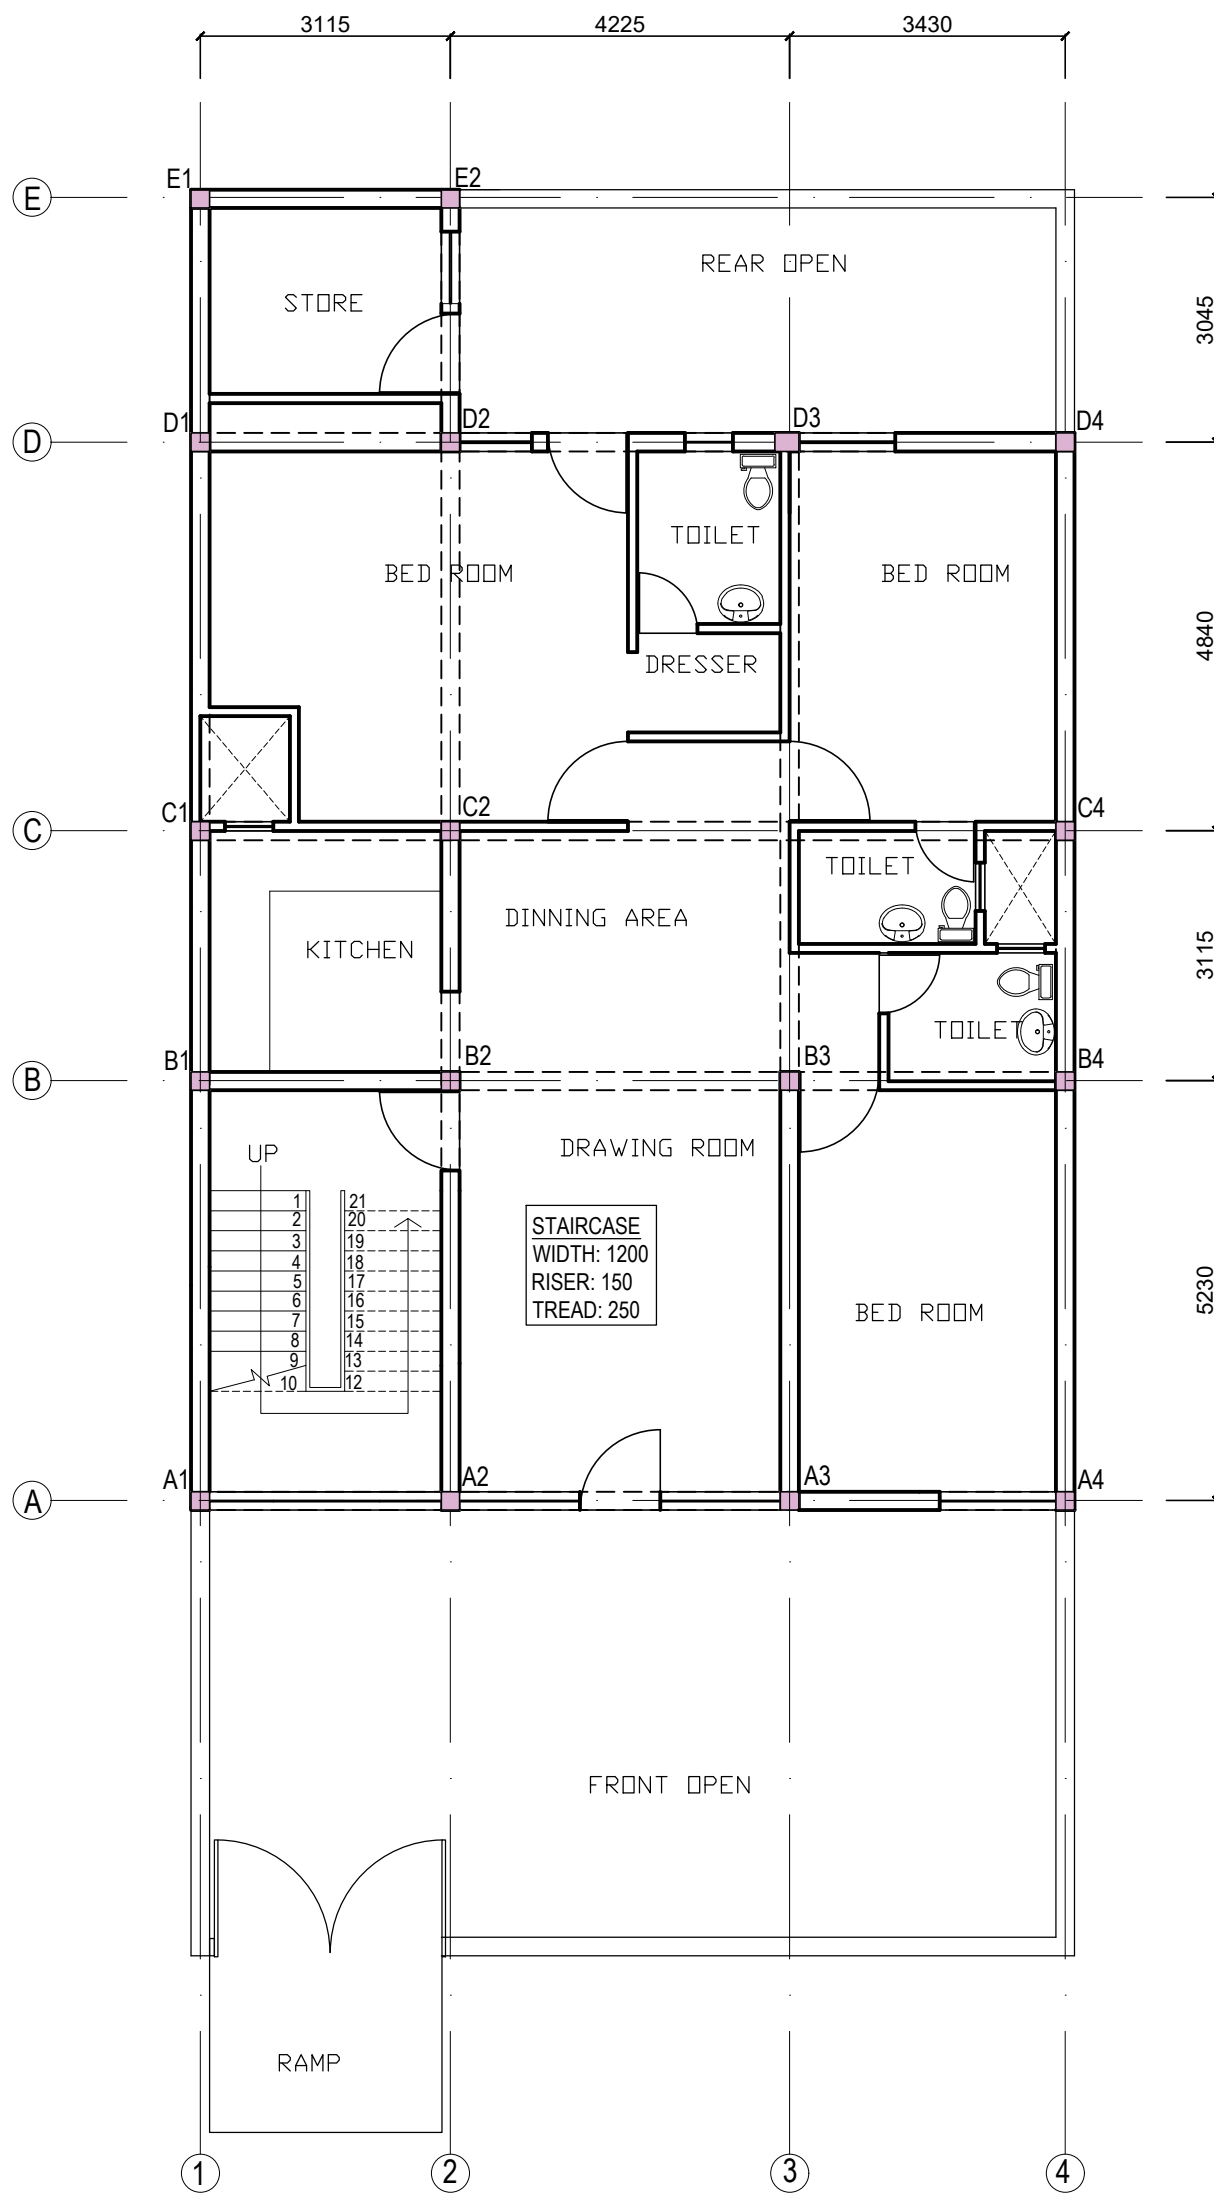 3115 4225 3430
E1 E2
E
REAR OPEN
STORE
3045
D1 D2 D3 D4
D
TOILET
BED ROOM BED ROOM
4840
DRESSER
C1 C2 C4
C
TOILET
DINNING AREA
KITCHEN
3115
TOILET
B1 B2 B3 B4
B
DRAWING ROOM
UP
1 21
2 20
3 19
4 18
5 17
6 16
7 15
8 14
9 13
10 12
STAIRCASE
WIDTH: 1200
RISER: 150
TREAD: 250
5230
BED ROOM
A1 A2 A3 A4
A
FRONT OPEN
RAMP
1 2 3 4